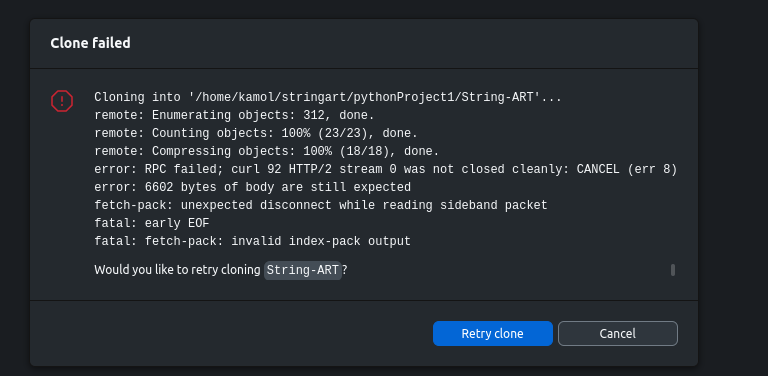 Clone failed
Cloning into '/home/kamol/stringart/pythonProject1/String-ART'...
remote: Enumerating objects: 312, done.
remote: Counting objects: 100% (23/23), done.
remote: Compressing objects: 100% (18/18), done.
error: RPC failed; curl 92 HTTP/2 stream 0 was not closed cleanly: CANCEL (err 8)
error: 6602 bytes of body are still expected
fetch-pack: unexpected disconnect while reading sideband packet
fatal: early EOF
fatal: fetch-pack: invalid index-pack output
Would you like to retry cloning String-ART?
Retry clone
Cancel